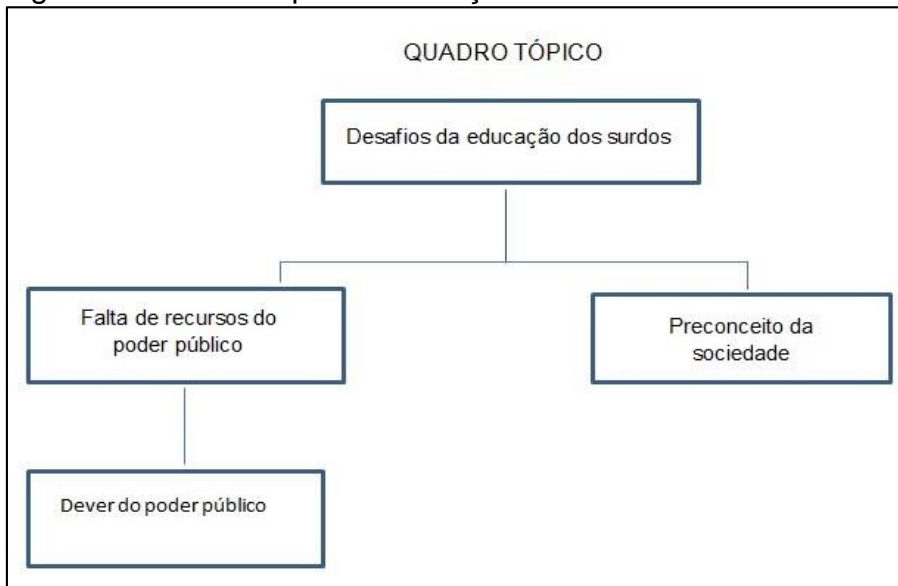 QUADRO TÓPICO
Desafios da educação dos surdos
Falta de recursos do
poder público
Preconceito da
sociedade
Dever do poder público